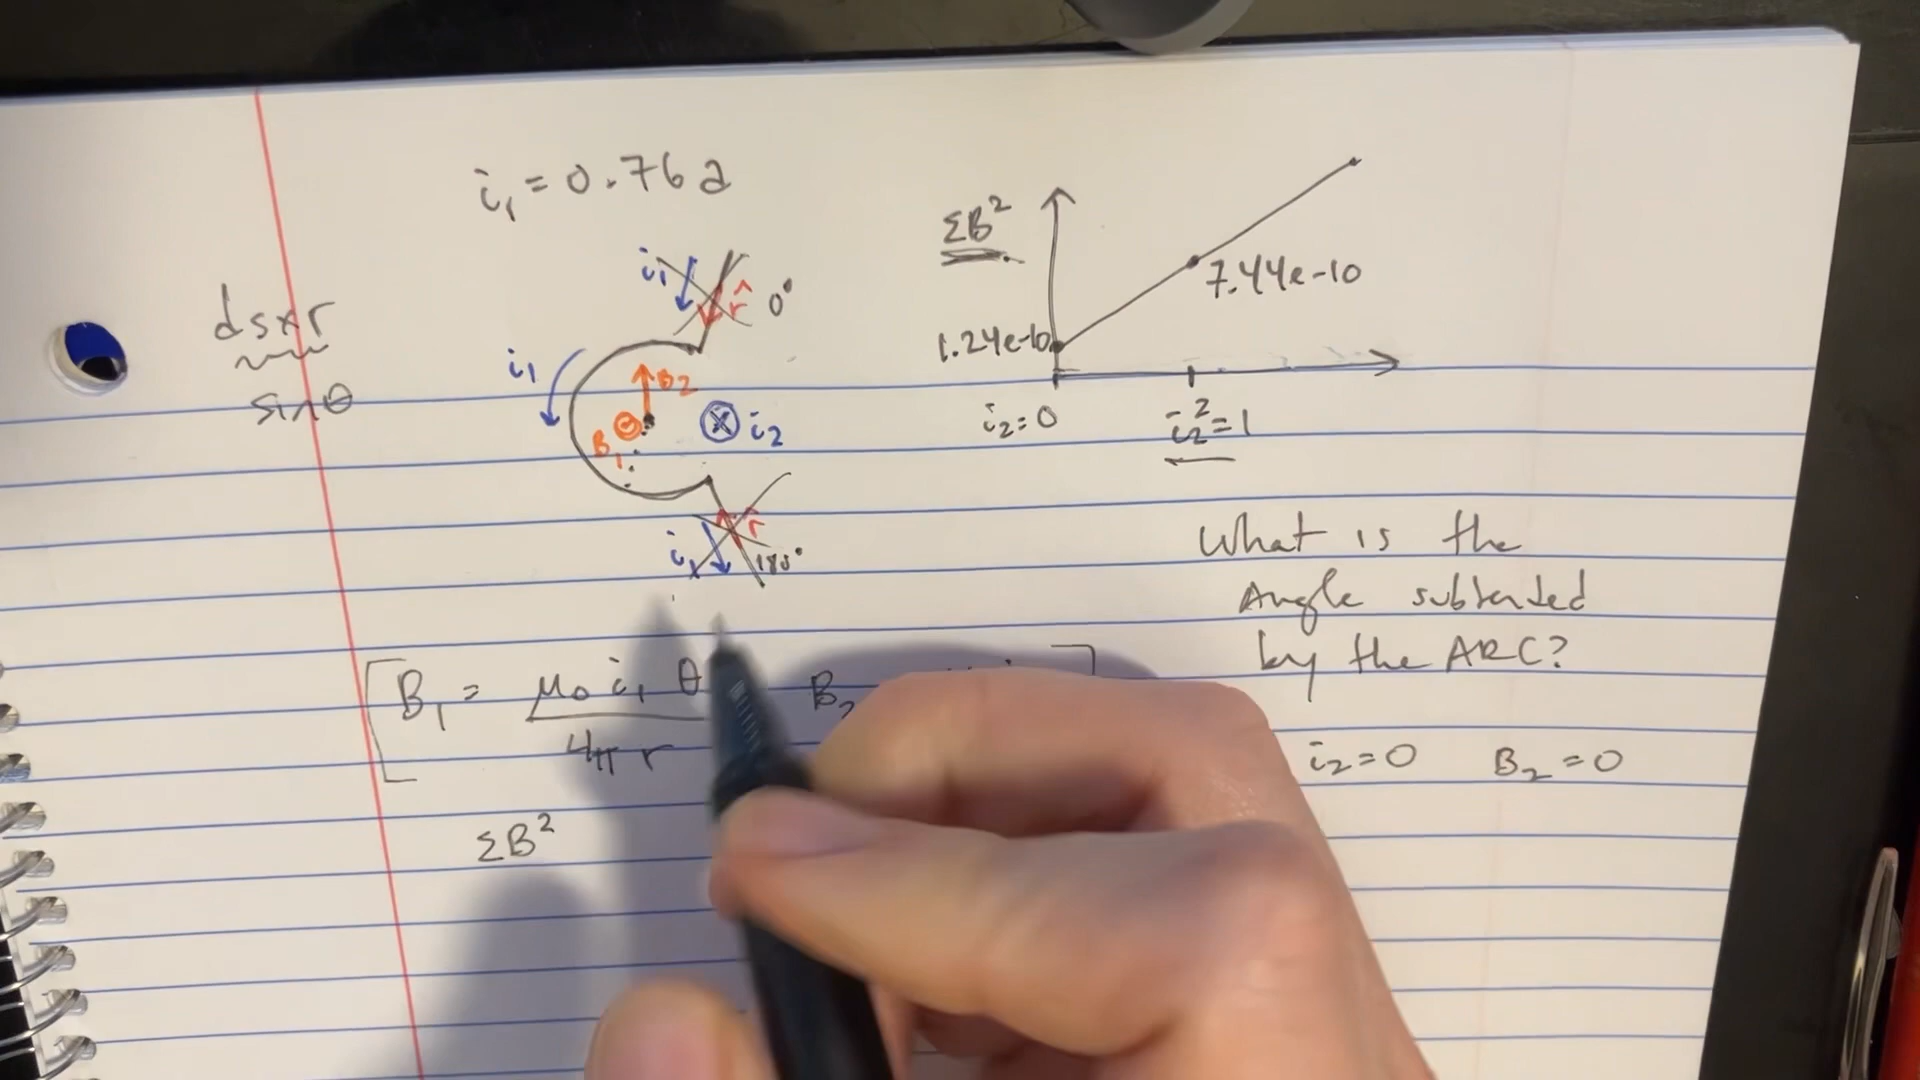 i₁ = 0.76 a
ΣB²
7.44e-10
1.24e-10
i₂=0
i₂²=1
ds×r
sinθ
i₁
r̂
0°
i₁
B₂
B₁
i₂
i₁
r̂
180°
What is the
Angle subtended
by the ARC?
B₁ = μ₀ i₁ θ
4π r
B₂
i₂=0 B₂=0
ΣB²